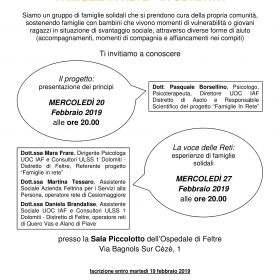 Siamo un gruppo di famiglie solidali che si prendono cura della propria comunità,
sostenendo famiglie con bambini che vivono momenti di vulnerabilità o giovani
ragazzi in situazione di svantaggio sociale, attraverso diverse forme di aiuto
(accompagnamenti, momenti di compagnia e affiancamenti nei compiti)
Ti invitiamo a conoscere
Il progetto:
presentazione dei principi
MERCOLEDÌ 20
Febbraio 2019
alle ore 20.00
Dott. Pasquale Borsellino, Psicologo,
Psicoterapeuta, Direttore UOC IAF
Distretto di Asolo e Responsabile
Scientifico del progetto "Famiglie in Rete"
Dott.ssa Mara Frare, Dirigente Psicologa
UOC IAF e Consultori ULSS 1 Dolomiti -
Distretto di Feltre, Referente progetto
"Famiglie in rete"
Dott.ssa Martina Tessaro, Assistente
Sociale Azienda Feltrina per i Servizi alla
Persona, operatore rete di Cesiomaggiore
Dott.ssa Daniela Brandalise, Assistente
Sociale UOC IAF e Consultori ULSS 1
Dolomiti - Distretto di Feltre, operatore reti
di Quero Vas e Alano di Piave
La voce delle Reti:
esperienze di famiglie
solidali
MERCOLEDÌ 27
Febbraio 2019
alle ore 20.00
presso la Sala Piccolotto dell'Ospedale di Feltre
Via Bagnols Sur Cèzè, 1
Iscrizione entro martedì 19 febbraio 2019